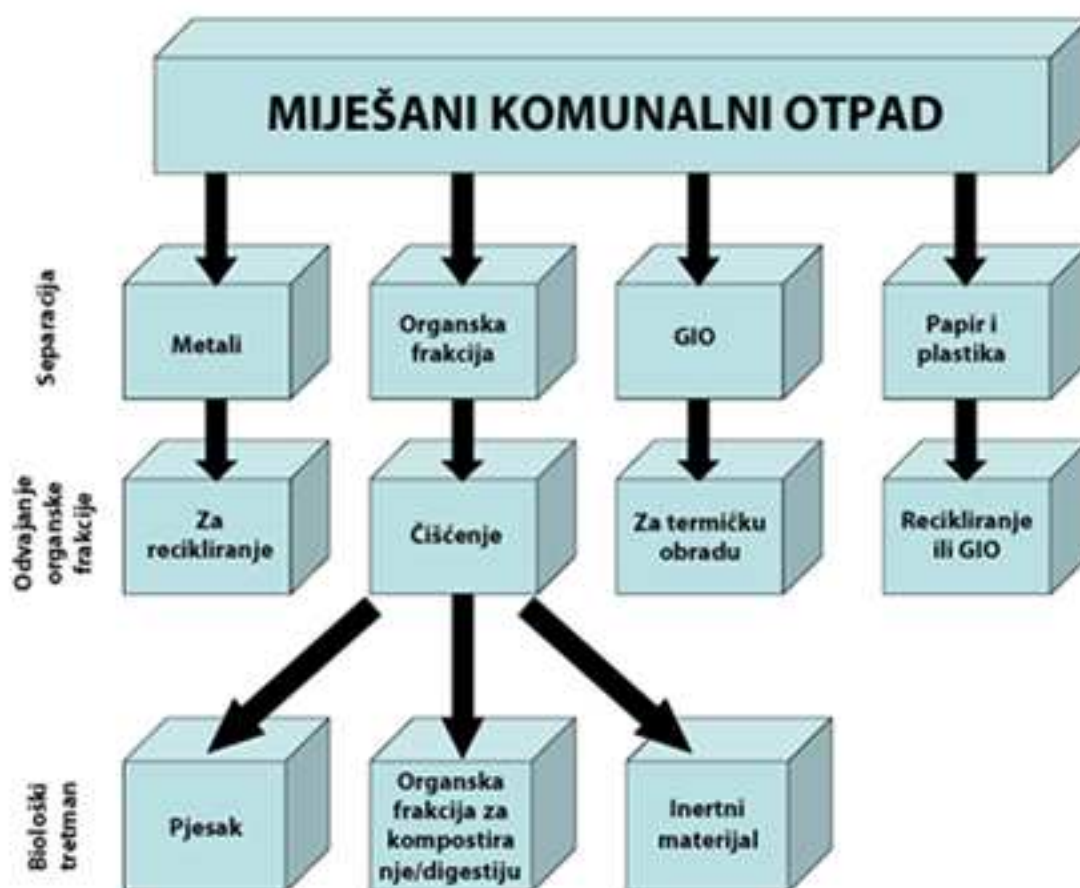 MIJEŠANI KOMUNALNI OTPAD
Separacija
Metali
Organska
frakcija
GIO
Papir i
plastika
Odvajanje
organske
frakcije
Za
recikliranje
Čišćenje
Za termičku
obradu
Recikliranje
ili GIO
Biološki
tretman
Pjesak
Organska
frakcija za
kompostira
nje/digestiju
Inertni
materijal